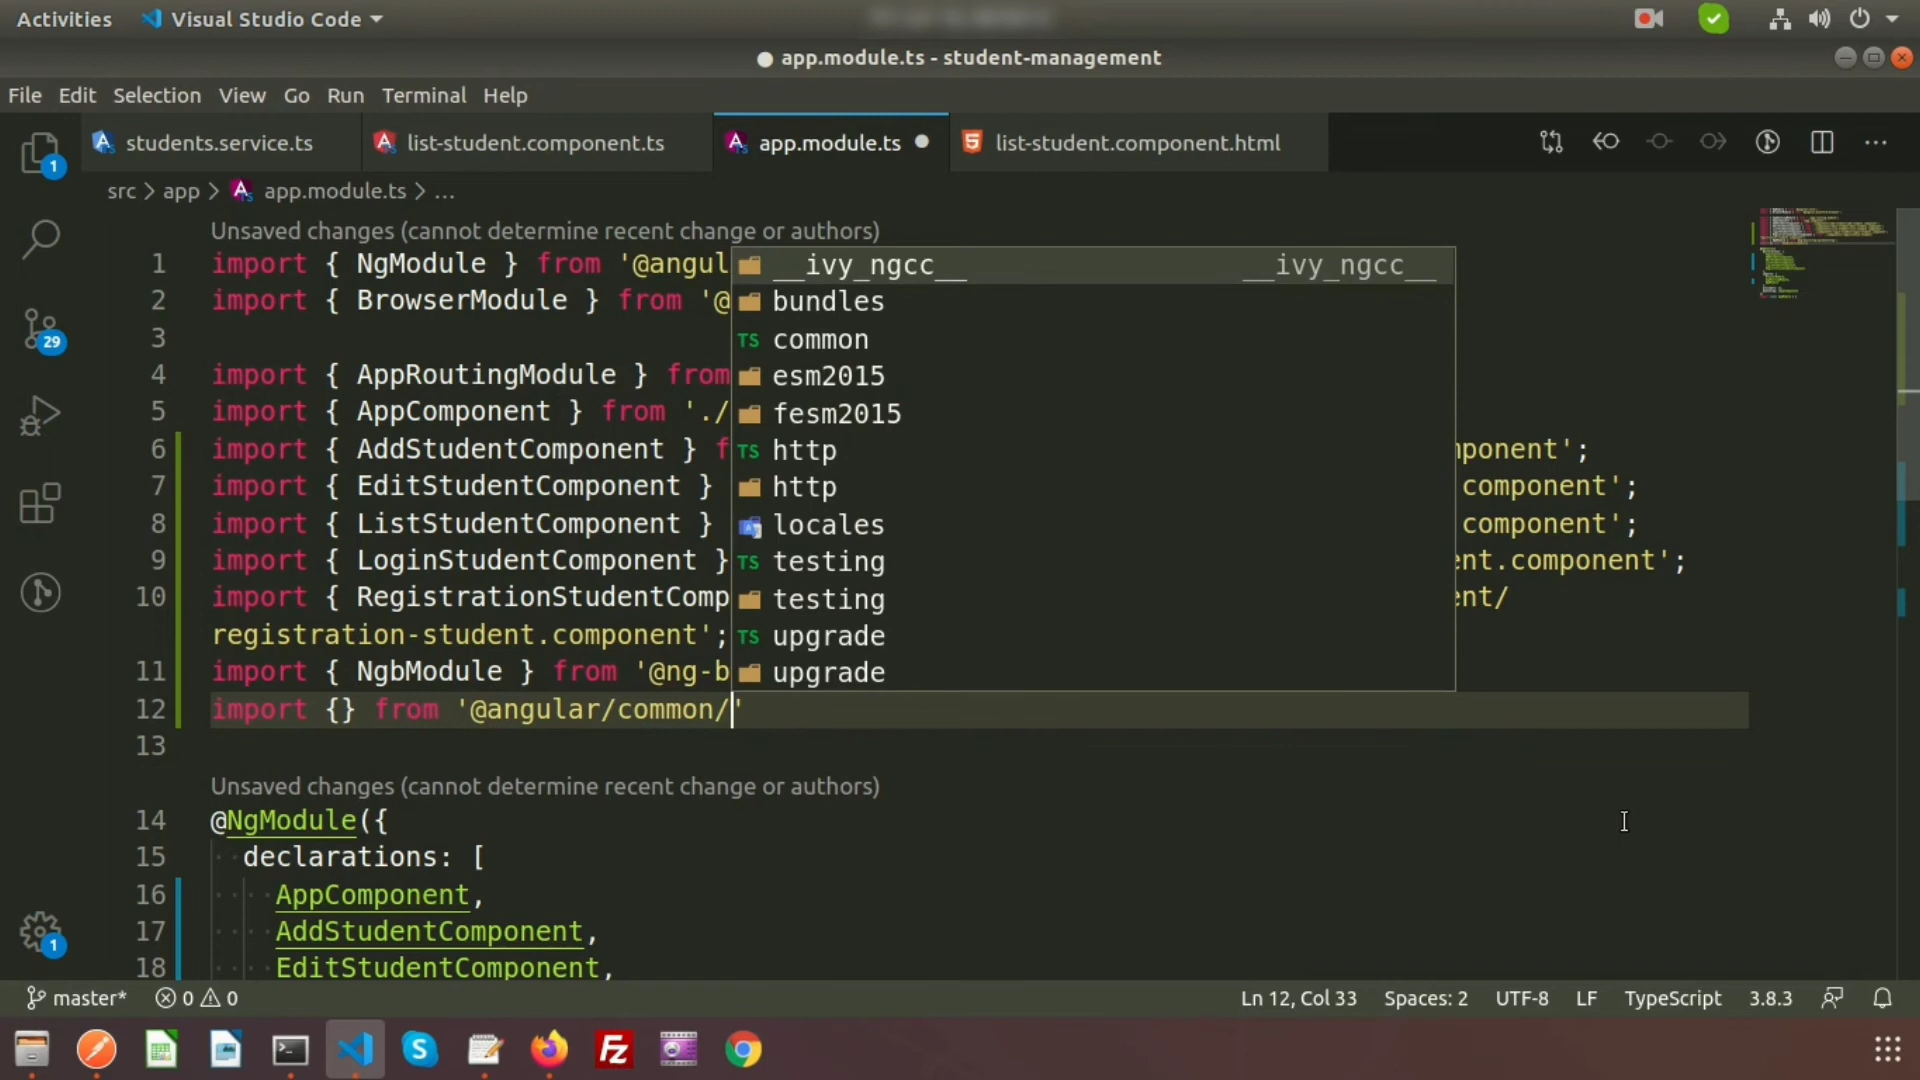 Activities Visual Studio Code
app.module.ts - student-management
File Edit Selection View Go Run Terminal Help
students.service.ts list-student.component.ts app.module.ts list-student.component.html
src > app > app.module.ts > ...
Unsaved changes (cannot determine recent change or authors)
1 import { NgModule } from '@angul
2 import { BrowserModule } from '@
3
4 import { AppRoutingModule } from
5 import { AppComponent } from './
6 import { AddStudentComponent } f mponent';
7 import { EditStudentComponent } component';
8 import { ListStudentComponent } component';
9 import { LoginStudentComponent } ent.component';
10 import { RegistrationStudentComp ent/
registration-student.component';
11 import { NgbModule } from '@ng-b
12 import {} from '@angular/common/'
13
__ivy_ngcc__ __ivy_ngcc__
bundles
TS common
esm2015
fesm2015
TS http
http
locales
TS testing
testing
TS upgrade
upgrade
Unsaved changes (cannot determine recent change or authors)
14 @NgModule({
15 declarations: [
16 AppComponent,
17 AddStudentComponent,
18 EditStudentComponent,
1
29
1
master* 0 0 Ln 12, Col 33 Spaces: 2 UTF-8 LF TypeScript 3.8.3